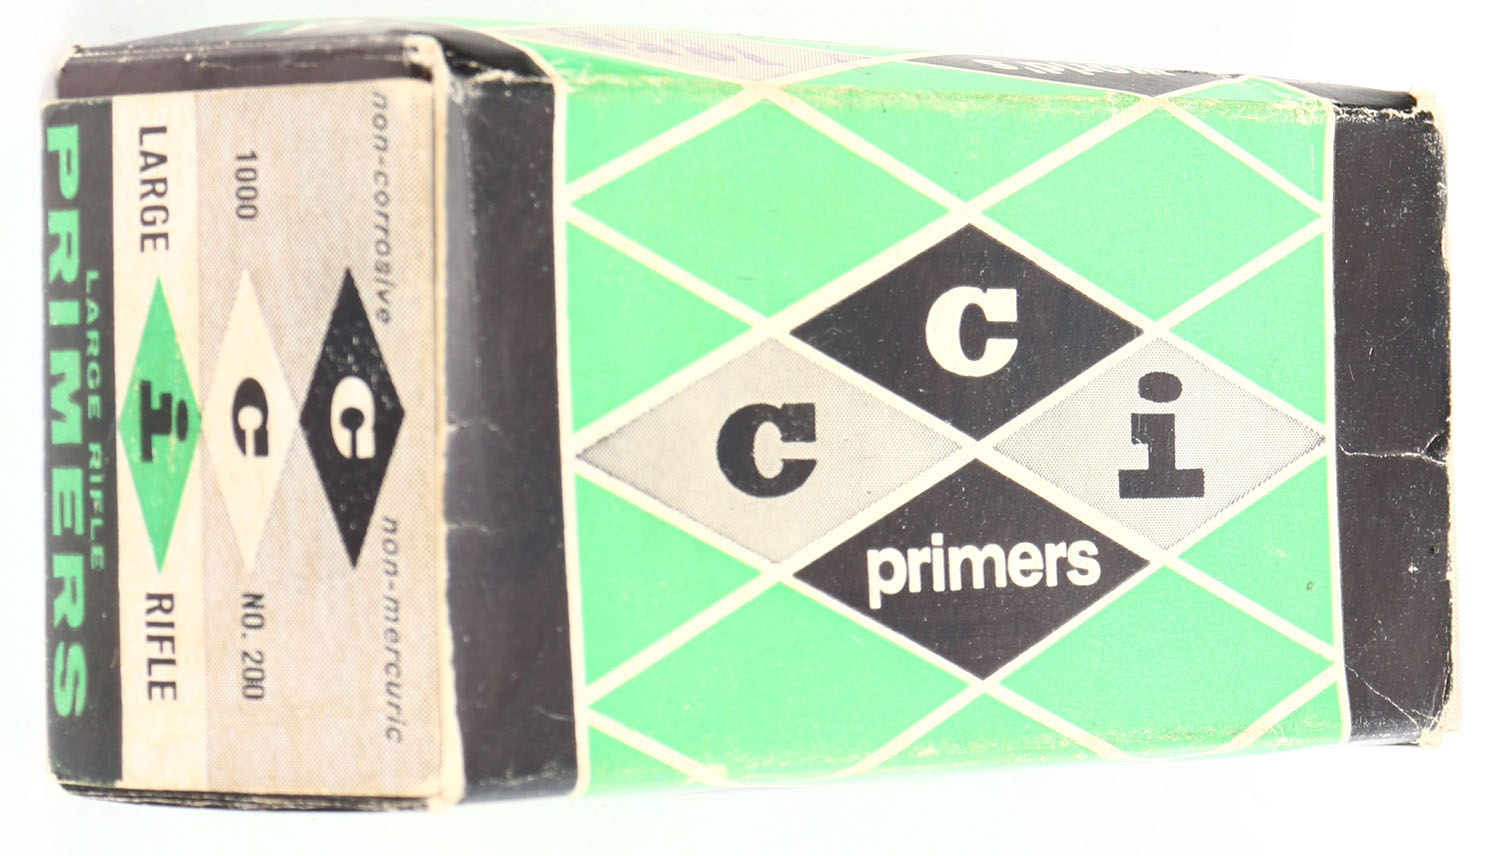 c
c i
primers
non-corrosive non-mercuric
C
1000 C NO. 200
LARGE i RIFLE
LARGE RIFLE
PRIMERS